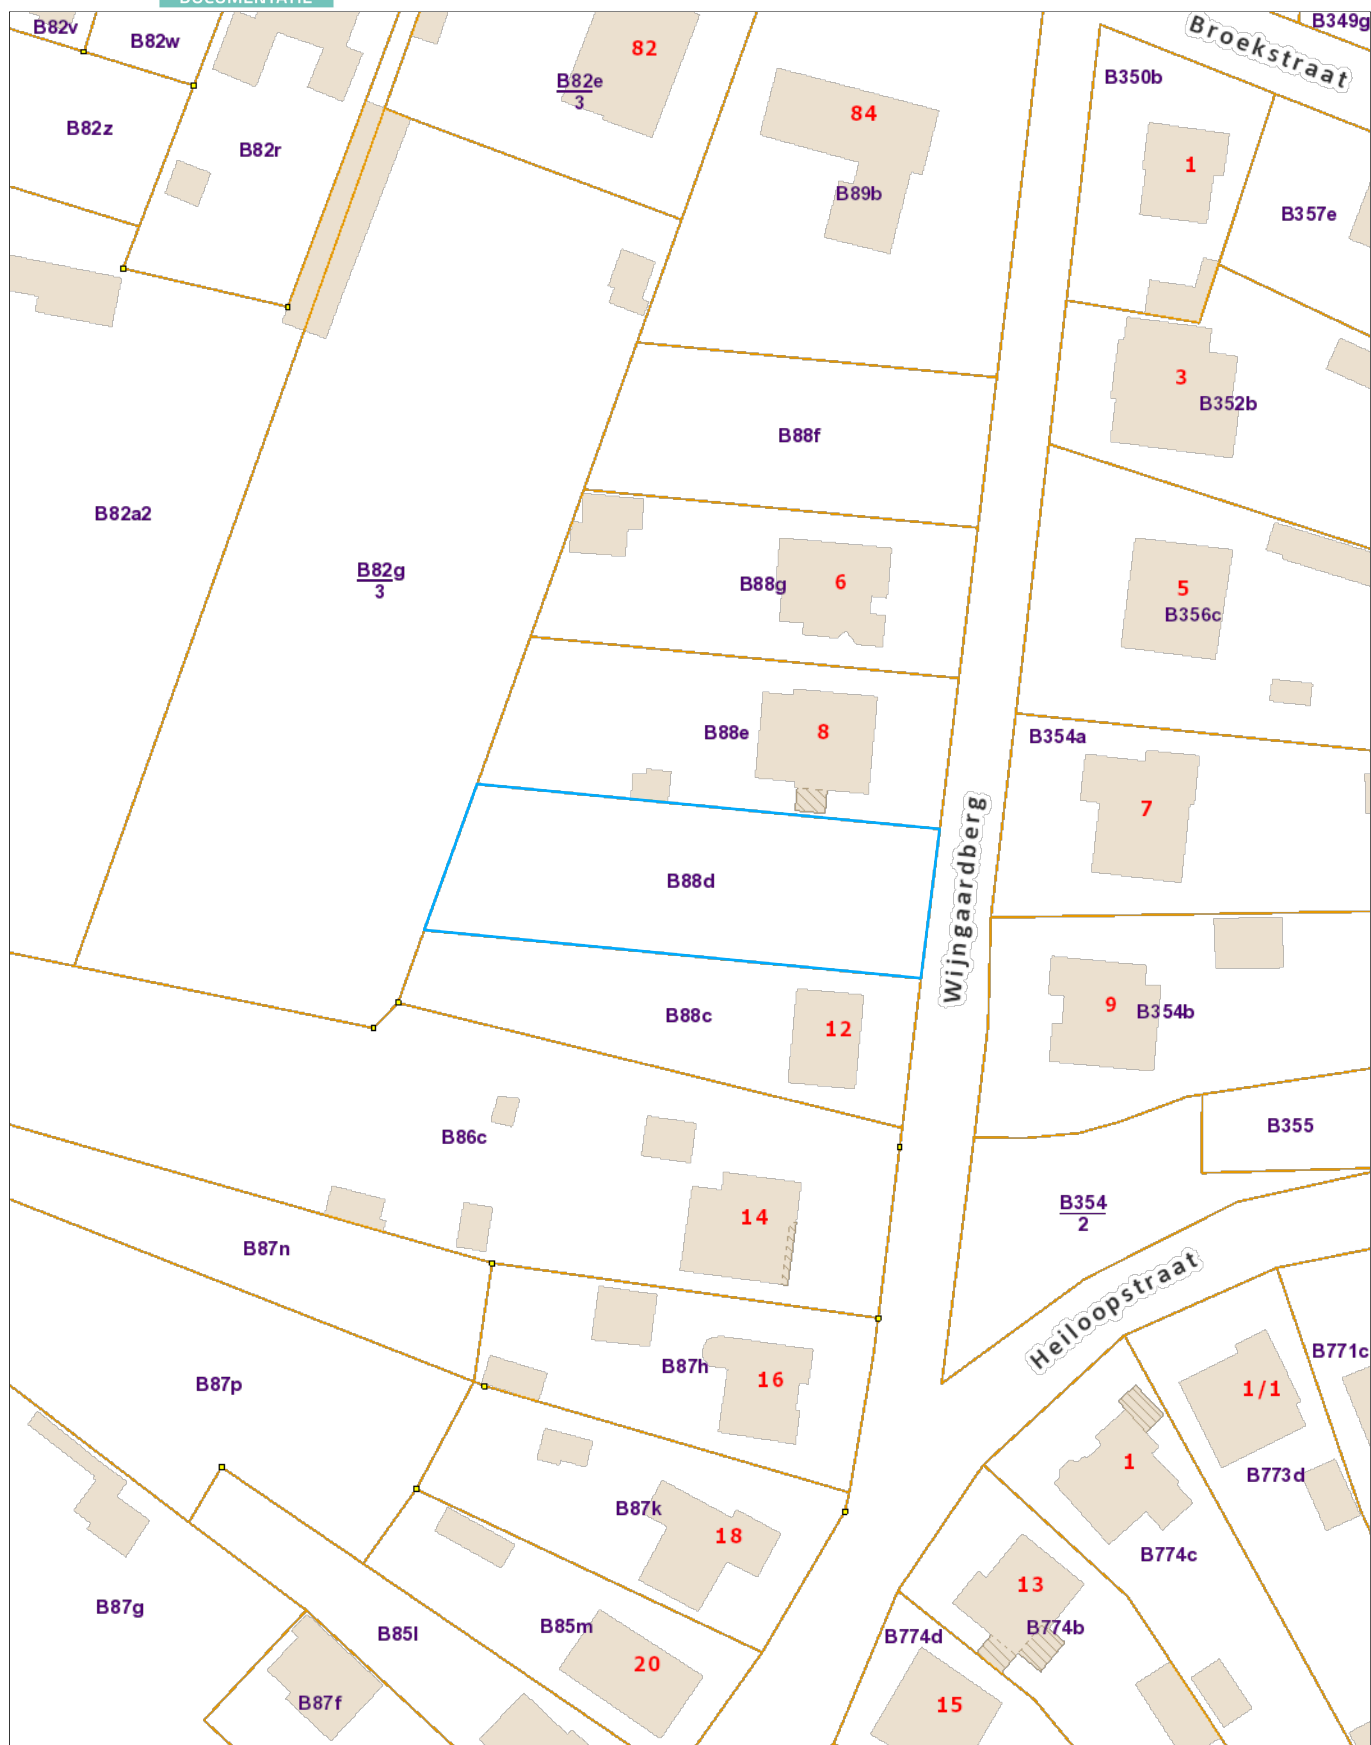 DOCUMENTATIE
B82v
B82w
82
B82e
3
84
B89b
Broekstraat
B349g
B350b
1
B357e
B82z
B82r
3
B352b
B88f
B82a2
B82g
3
B88g
6
5
B356c
B88e
8
B354a
7
B88d
Wijngaardberg
B88c
12
9
B354b
B86c
B355
14
B354
2
B87n
Heiloopstraat
B87h
16
B771c
B87p
1/1
1
B773d
B87k
18
B774c
13
B87g
B85l
B85m
B774d
B774b
20
B87f
15